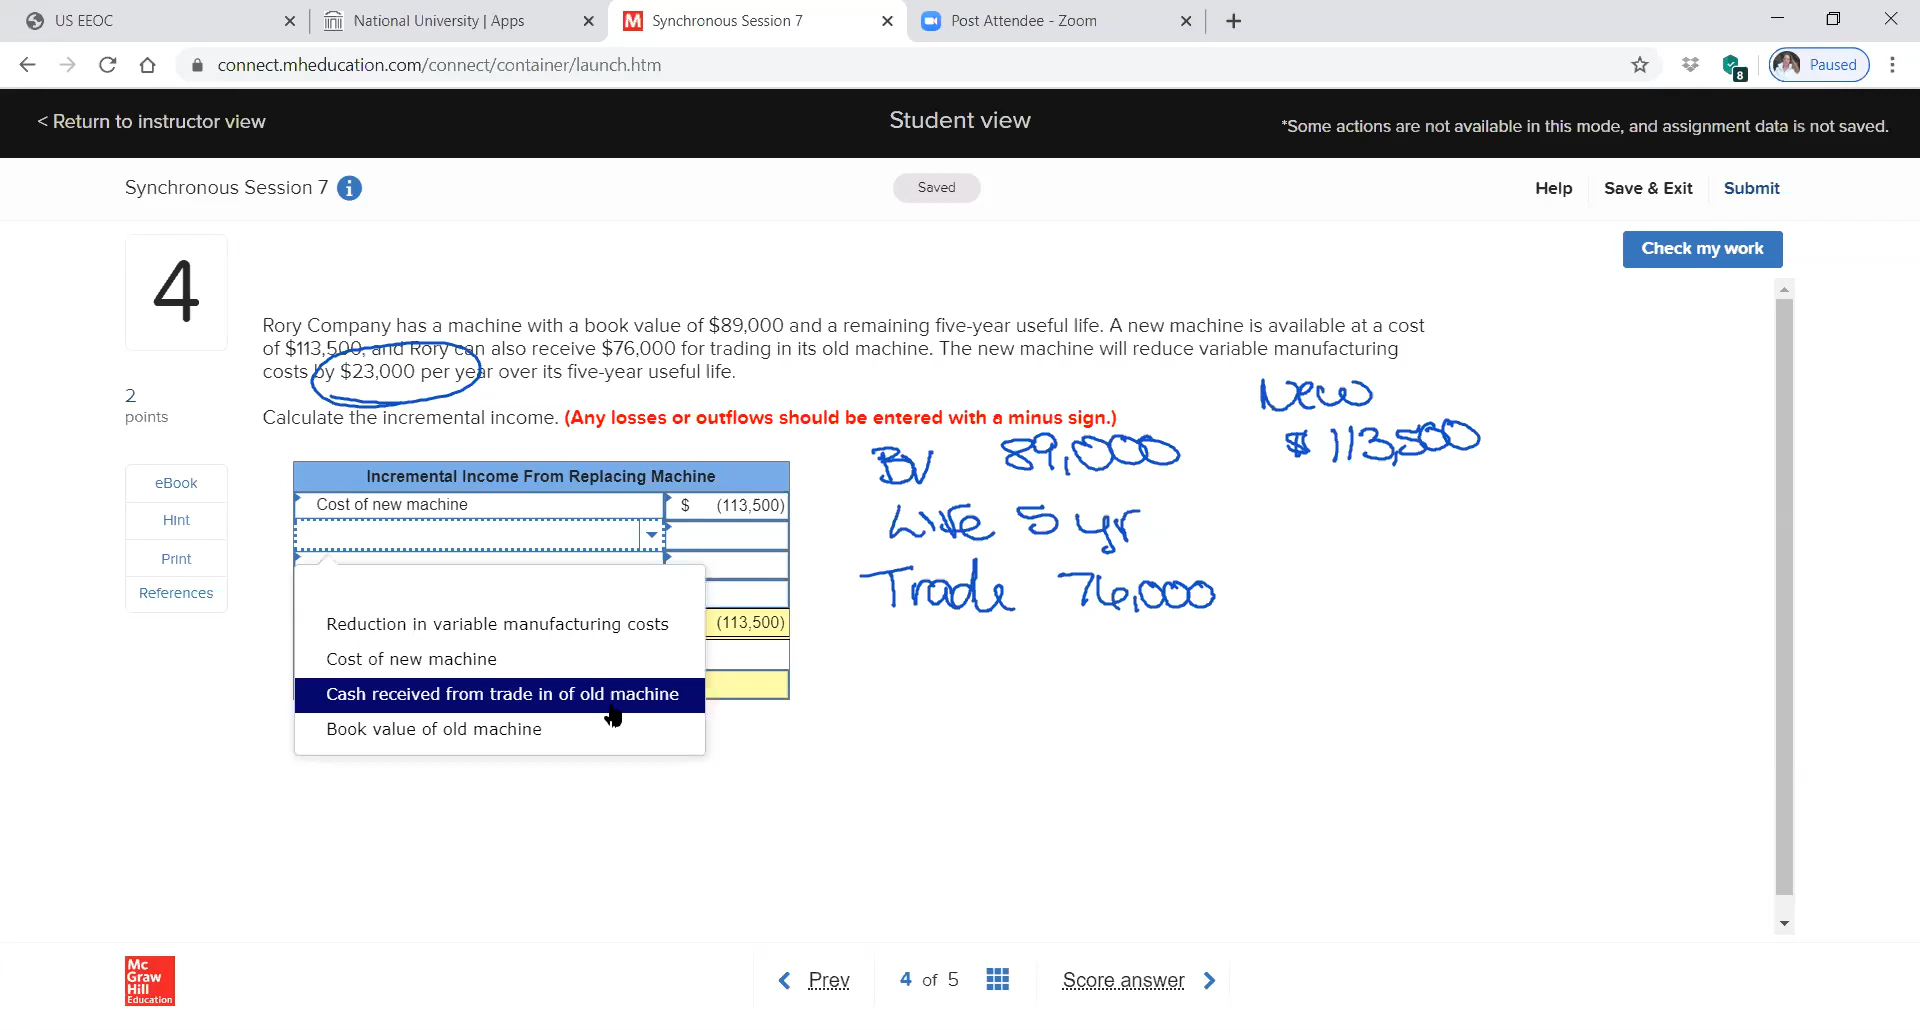 US EEOC
National University | Apps
Synchronous Session 7
Post Attendee - Zoom
connect.mheducation.com/connect/container/launch.htm
8
Paused
< Return to instructor view
Student view
*Some actions are not available in this mode, and assignment data is not saved.
Synchronous Session 7
i
Saved
Help
Save & Exit
Submit
4
Check my work
Rory Company has a machine with a book value of $89,000 and a remaining five-year useful life. A new machine is available at a cost
of $113,500, and Rory can also receive $76,000 for trading in its old machine. The new machine will reduce variable manufacturing
costs by $23,000 per year over its five-year useful life.
2
points
Calculate the incremental income. (Any losses or outflows should be entered with a minus sign.)
New
$ 113,500
BV 89,000
Live 5 yr
Trade 76,000
eBook
Hint
Print
References
Incremental Income From Replacing Machine
Cost of new machine $ (113,500)
(113,500)
Reduction in variable manufacturing costs
Cost of new machine
Cash received from trade in of old machine
Book value of old machine
Mc
Graw
Hill
Education
Prev
4 of 5
Score answer